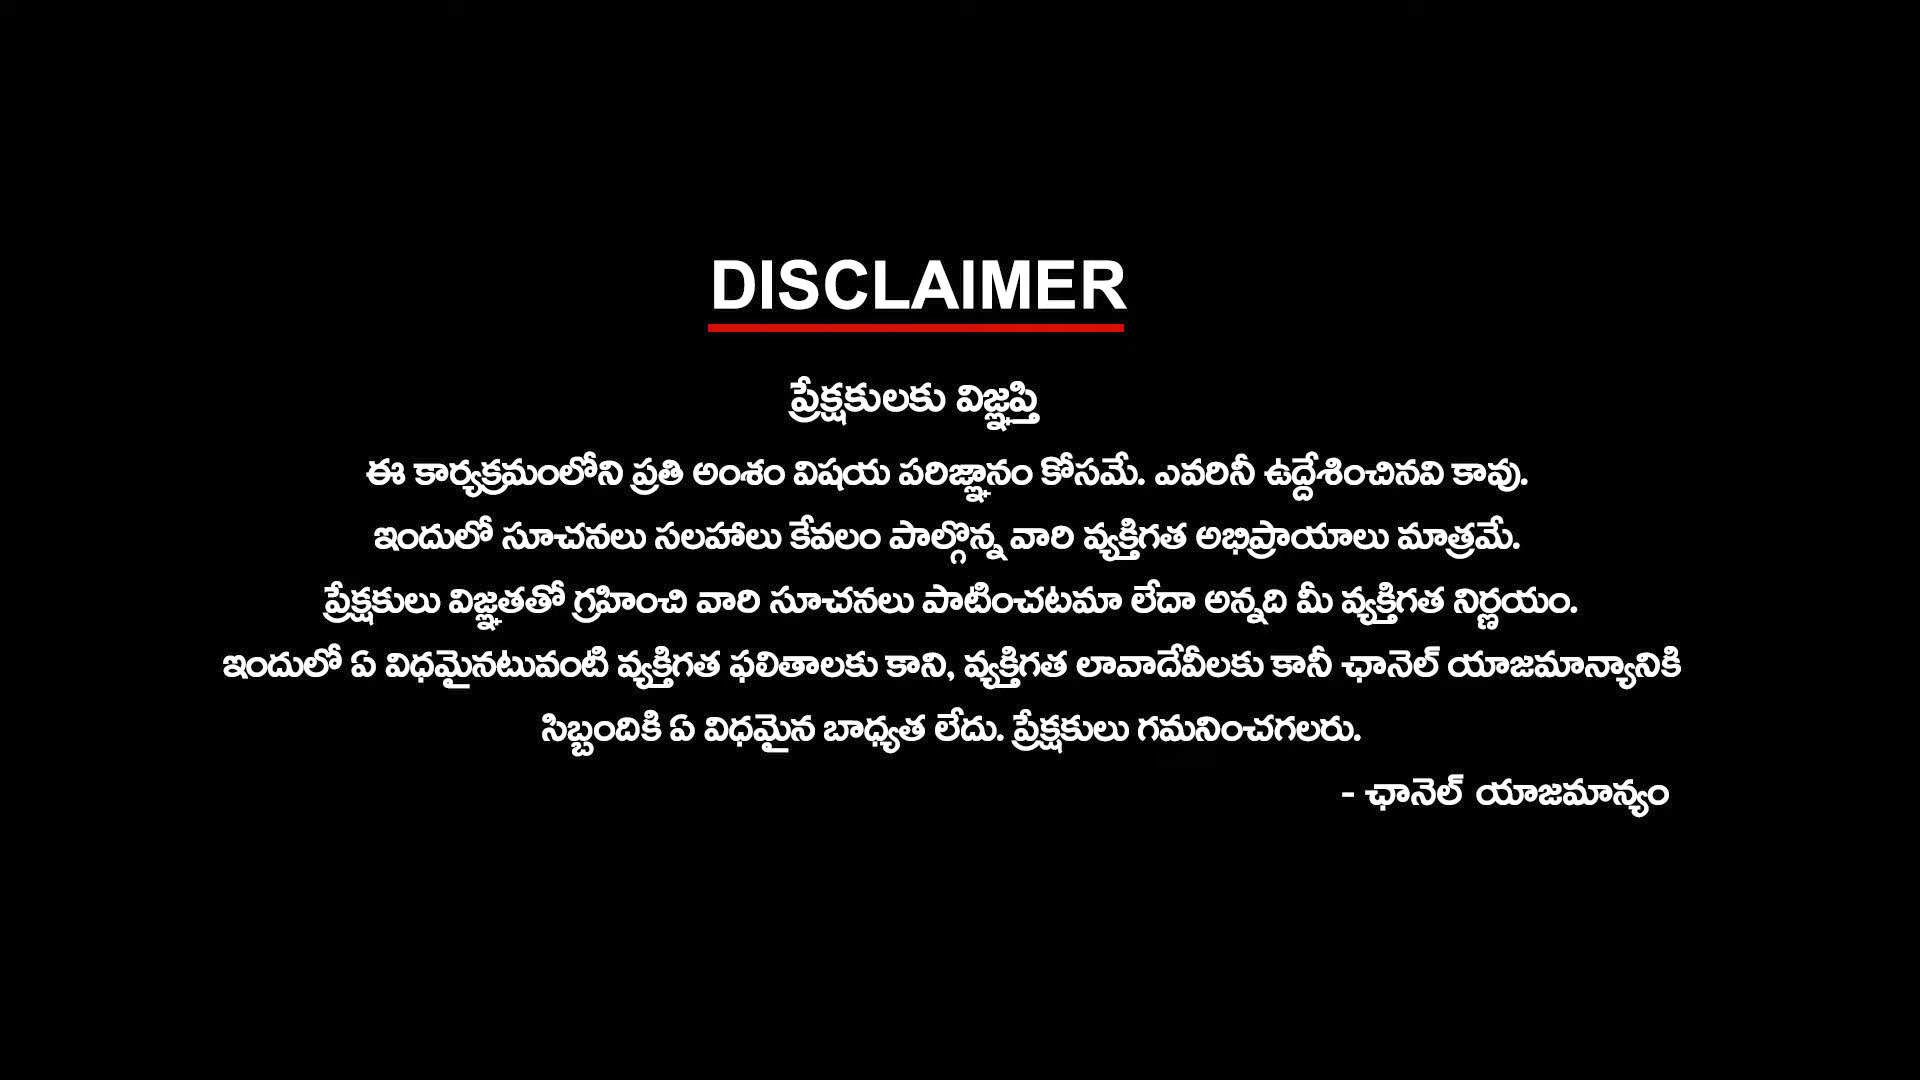 DISCLAIMER
ప్రేక్షకులకు విజ్ఞప్తి
ఈ కార్యక్రమంలోని ప్రతి అంశం విషయ పరిజ్ఞానం కోసమే. ఎవరినీ ఉద్దేశించినవి కావు.
ఇందులో సూచనలు సలహాలు కేవలం పాల్గొన్న వారి వ్యక్తిగత అభిప్రాయాలు మాత్రమే.
ప్రేక్షకులు విజ్ఞతతో గ్రహించి వారి సూచనలు పాటించటమా లేదా అన్నది మీ వ్యక్తిగత నిర్ణయం.
ఇందులో ఏ విధమైనటువంటి వ్యక్తిగత ఫలితాలకు కాని, వ్యక్తిగత లావాదేవీలకు కానీ ఛానెల్ యాజమాన్యానికి
సిబ్బందికి ఏ విధమైన బాధ్యత లేదు. ప్రేక్షకులు గమనించగలరు.
- ఛానెల్ యాజమాన్యం